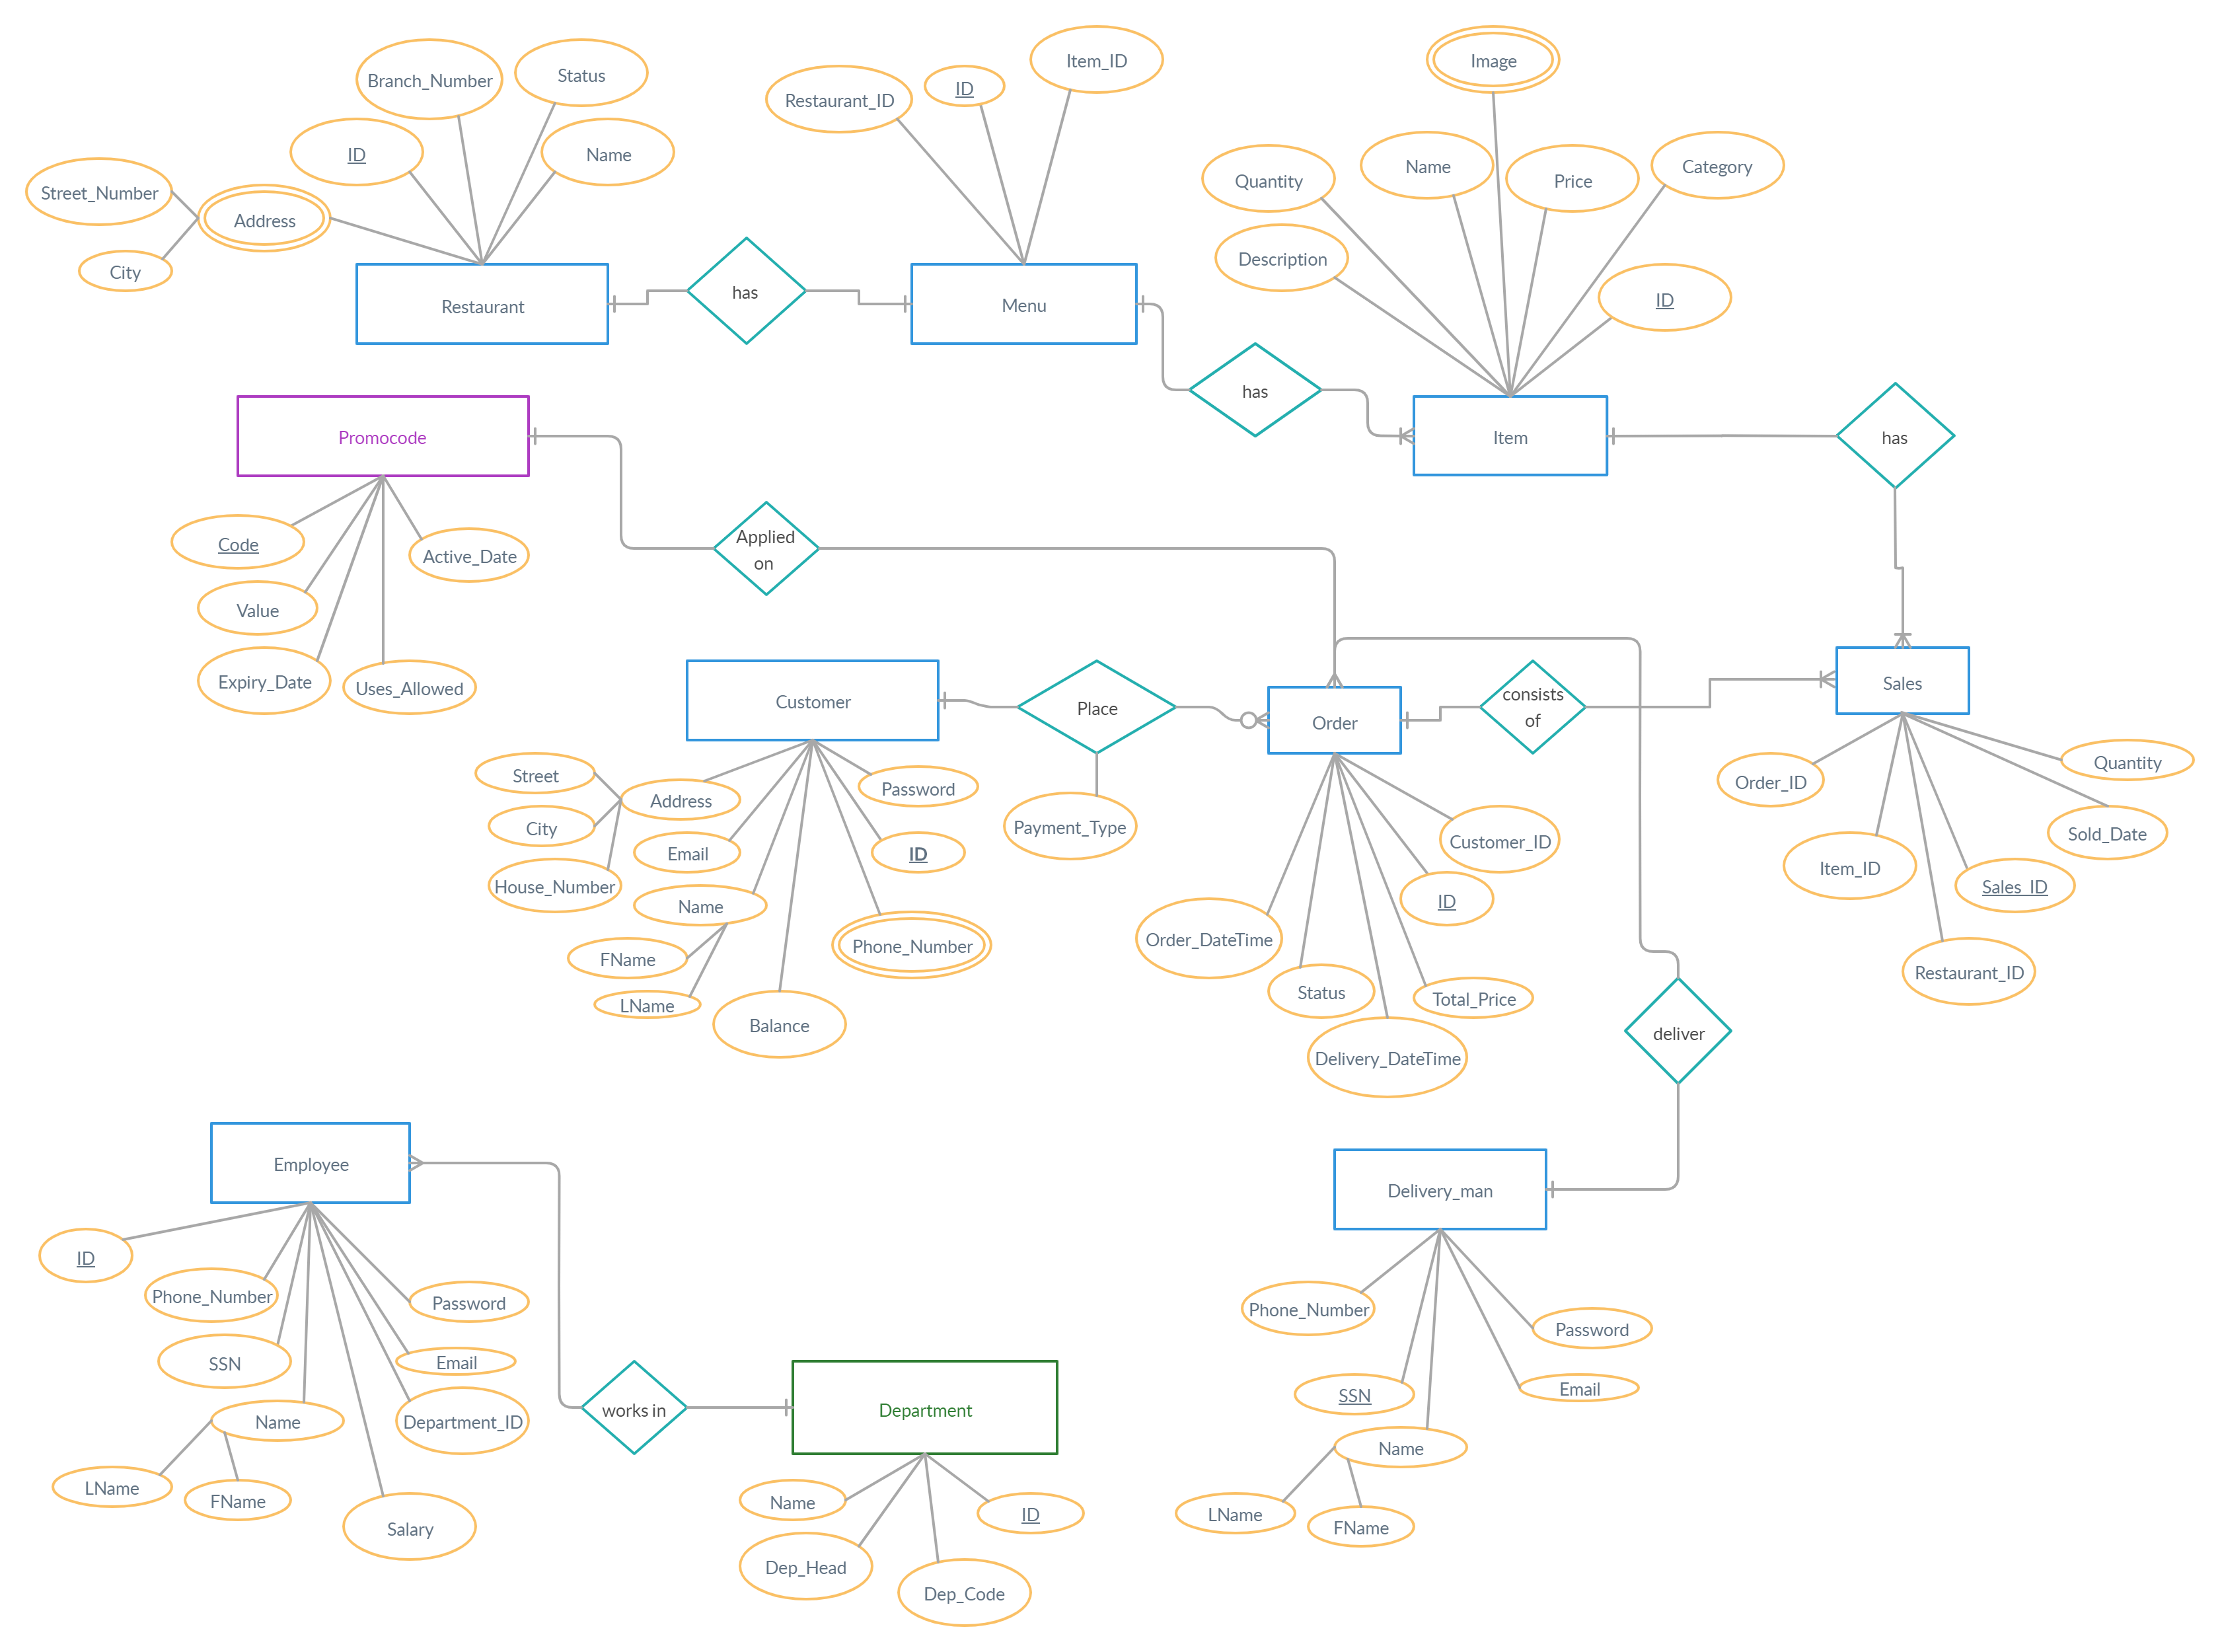 Branch_Number
Status
Item_ID
Image
Restaurant_ID
ID
ID
Name
Quantity
Name
Price
Category
Street_Number
Address
City
Description
ID
Restaurant
has
Menu
has
Item
has
Promocode
Code
Active_Date
Value
Expiry_Date
Uses_Allowed
Applied
on
Customer
Place
Order
consists
of
Sales
Street
Address
Password
City
Email
ID
House_Number
Name
Phone_Number
FName
LName
Balance
Payment_Type
Customer_ID
ID
Order_DateTime
Status
Total_Price
Delivery_DateTime
Order_ID
Quantity
Sold_Date
Item_ID
Sales_ID
Restaurant_ID
deliver
Employee
ID
Phone_Number
Password
SSN
Email
Name
Department_ID
LName
FName
Salary
works in
Department
Name
ID
Dep_Head
Dep_Code
Delivery_man
Phone_Number
Password
SSN
Email
Name
LName
FName